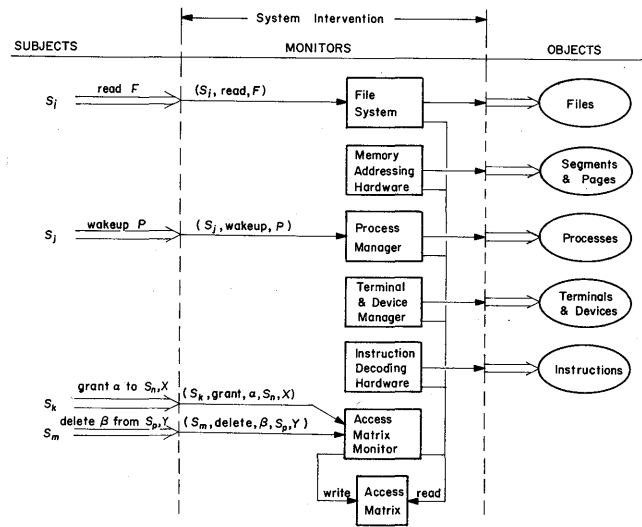 System Intervention
SUBJECTS MONITORS OBJECTS
read F
S_i
(S_i, read, F)
File
System
Files
Memory
Addressing
Hardware
Segments
& Pages
wakeup P
S_j
(S_j, wakeup, P)
Process
Manager
Processes
Terminal
& Device
Manager
Terminals
& Devices
Instruction
Decoding
Hardware
Instructions
grant α to S_n, X
S_k
(S_k, grant, α, S_n, X)
delete β from S_p, Y
S_m
(S_m, delete, β, S_p, Y)
Access
Matrix
Monitor
write
Access
Matrix
read